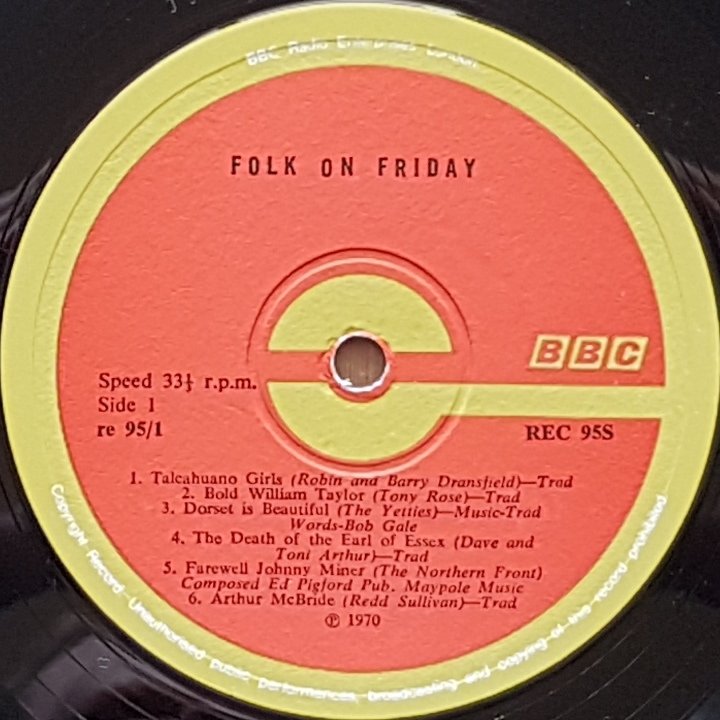 BBC Radio Enterprises London
FOLK ON FRIDAY
BBC
Speed 33⅓ r.p.m.
Side 1
re 95/1
REC 95S
1. Talcahuano Girls (Robin and Barry Dransfield)—Trad
2. Bold William Taylor (Tony Rose)—Trad
3. Dorset is Beautiful (The Yetties)—Music-Trad
Words-Bob Gale
4. The Death of the Earl of Essex (Dave and
Toni Arthur)—Trad
5. Farewell Johnny Miner (The Northern Front)
Composed Ed Pigford Pub. Maypole Music
6. Arthur McBride (Redd Sullivan)—Trad
℗ 1970
Copyright Record. Unauthorised public performances, broadcasting and copying of this record prohibited.